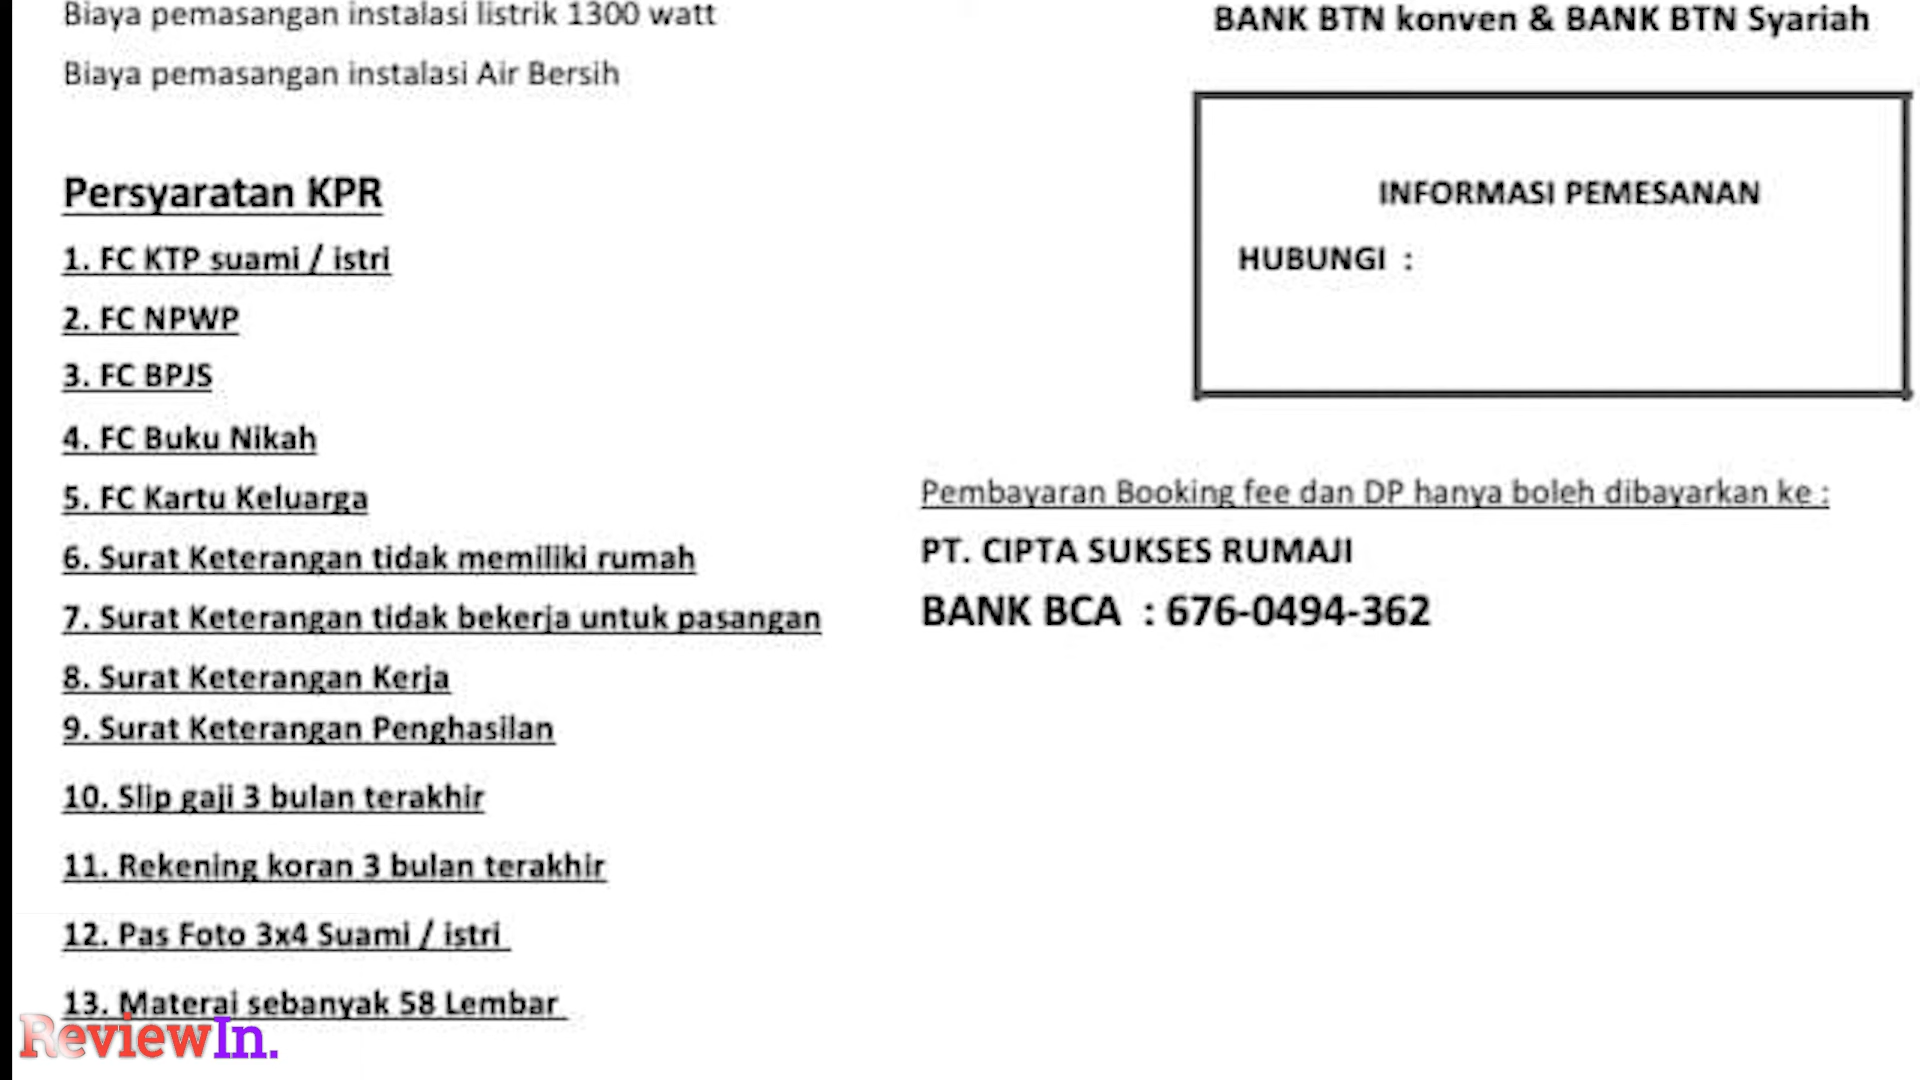 Biaya pemasangan instalasi listrik 1300 watt
Biaya pemasangan instalasi Air Bersih
Persyaratan KPR
1. FC KTP suami / istri
2. FC NPWP
3. FC BPJS
4. FC Buku Nikah
5. FC Kartu Keluarga
6. Surat Keterangan tidak memiliki rumah
7. Surat Keterangan tidak bekerja untuk pasangan
8. Surat Keterangan Kerja
9. Surat Keterangan Penghasilan
10. Slip gaji 3 bulan terakhir
11. Rekening koran 3 bulan terakhir
12. Pas Foto 3x4 Suami / istri
13. Materai sebanyak 58 Lembar
BANK BTN konven & BANK BTN Syariah
INFORMASI PEMESANAN
HUBUNGI :
Pembayaran Booking fee dan DP hanya boleh dibayarkan ke :
PT. CIPTA SUKSES RUMAJI
BANK BCA : 676-0494-362
ReviewIn.